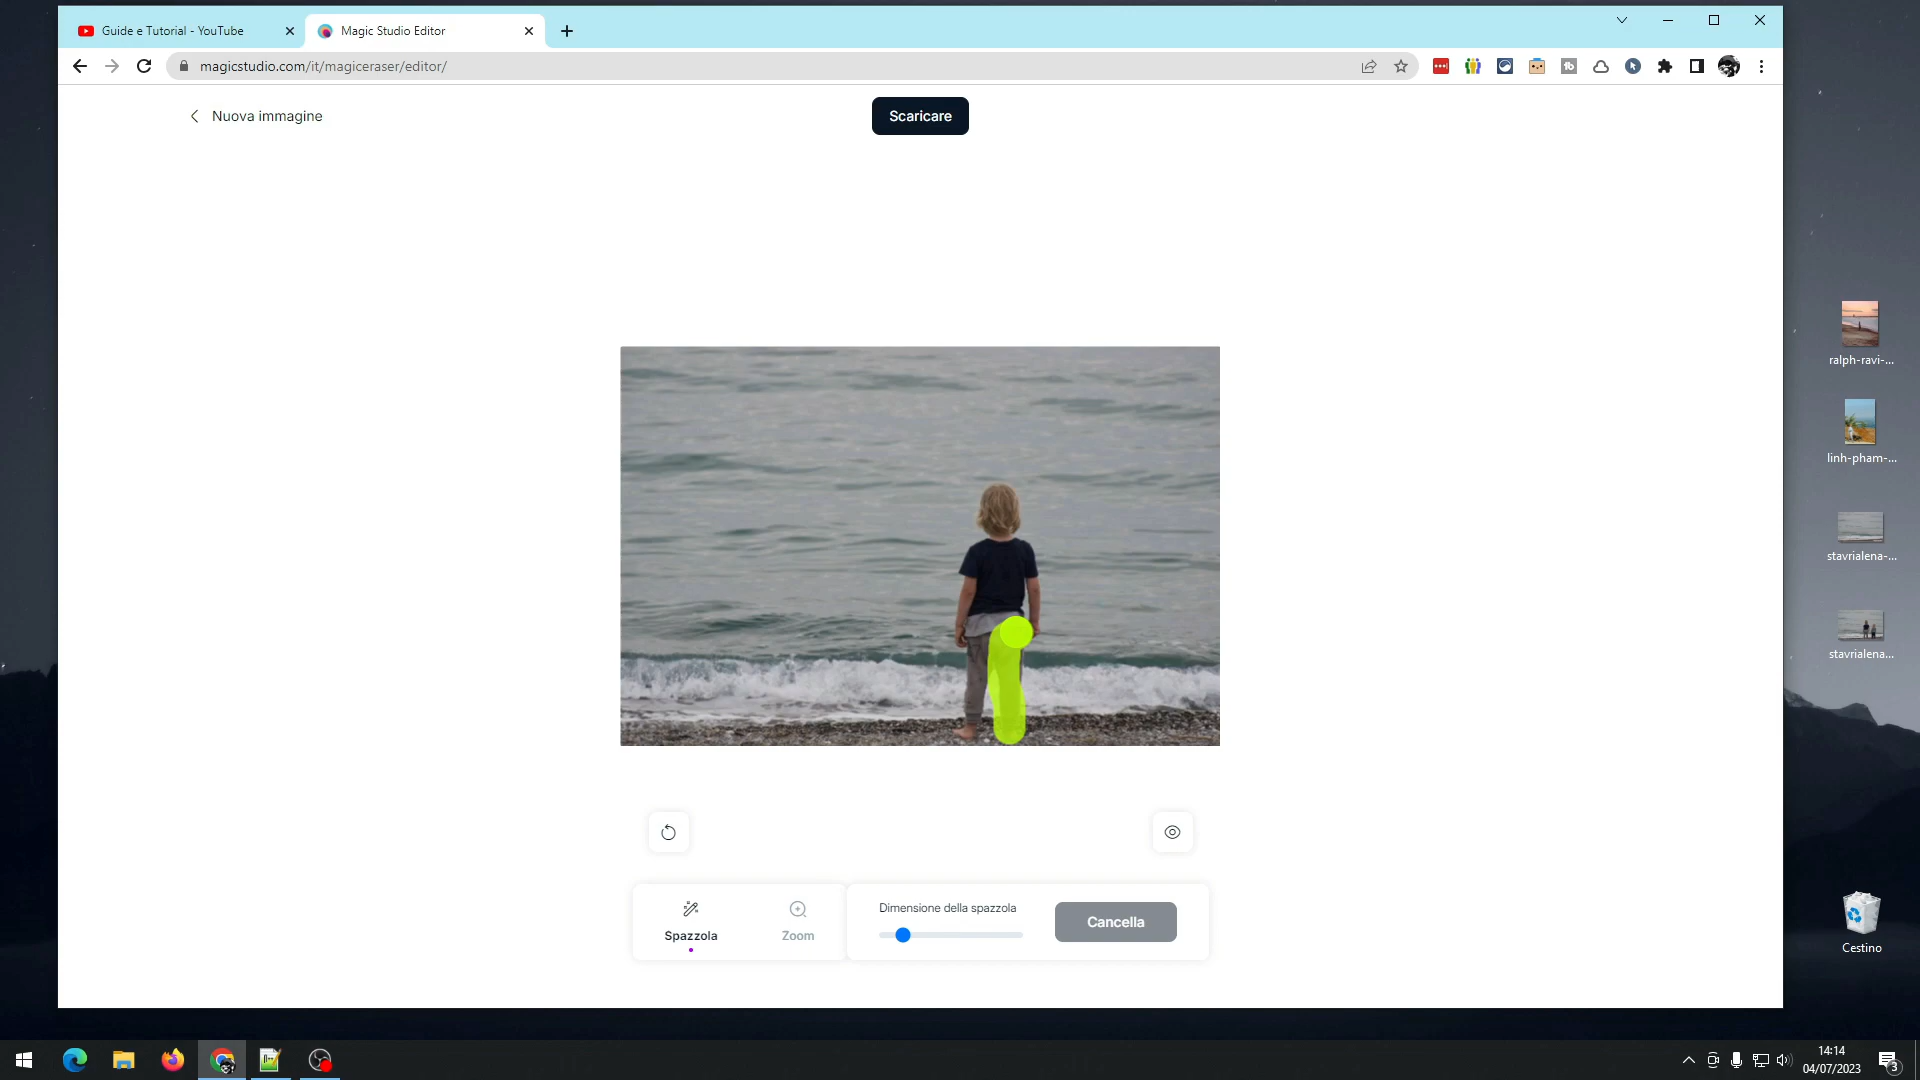 Guide e Tutorial - YouTube
Magic Studio Editor
magicstudio.com/it/magiceraser/editor/
Nuova immagine
Scaricare
ralph-ravi-...
linh-pham-...
stavrialena-...
stavrialena...
Dimensione della spazzola
Cancella
Spazzola
Zoom
Cestino
14:14
04/07/2023
3